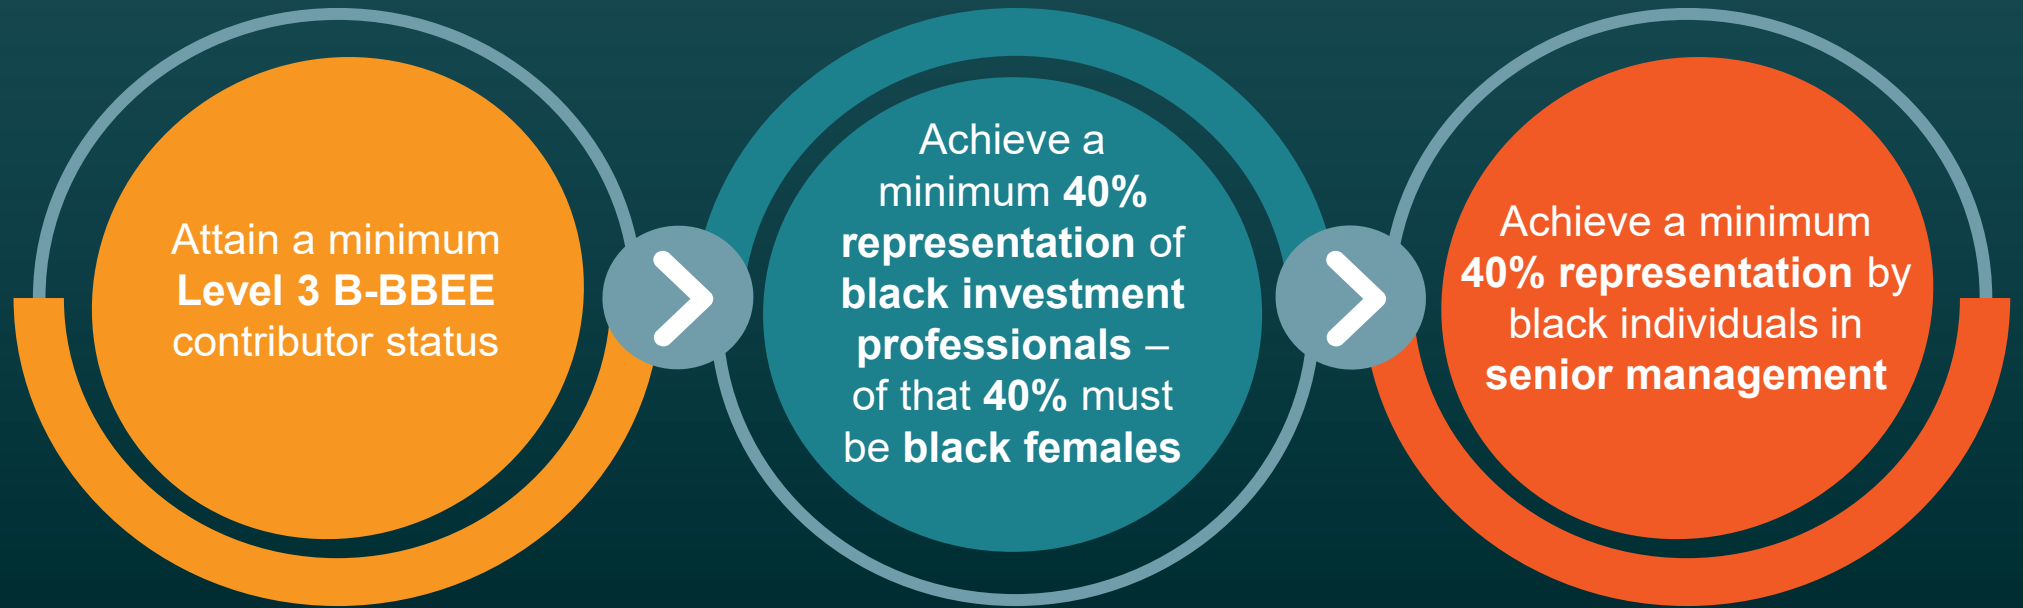 Attain a minimum
Level 3 B-BBEE
contributor status
Achieve a
minimum 40%
representation of
black investment
professionals –
of that 40% must
be black females
Achieve a minimum
40% representation by
black individuals in
senior management